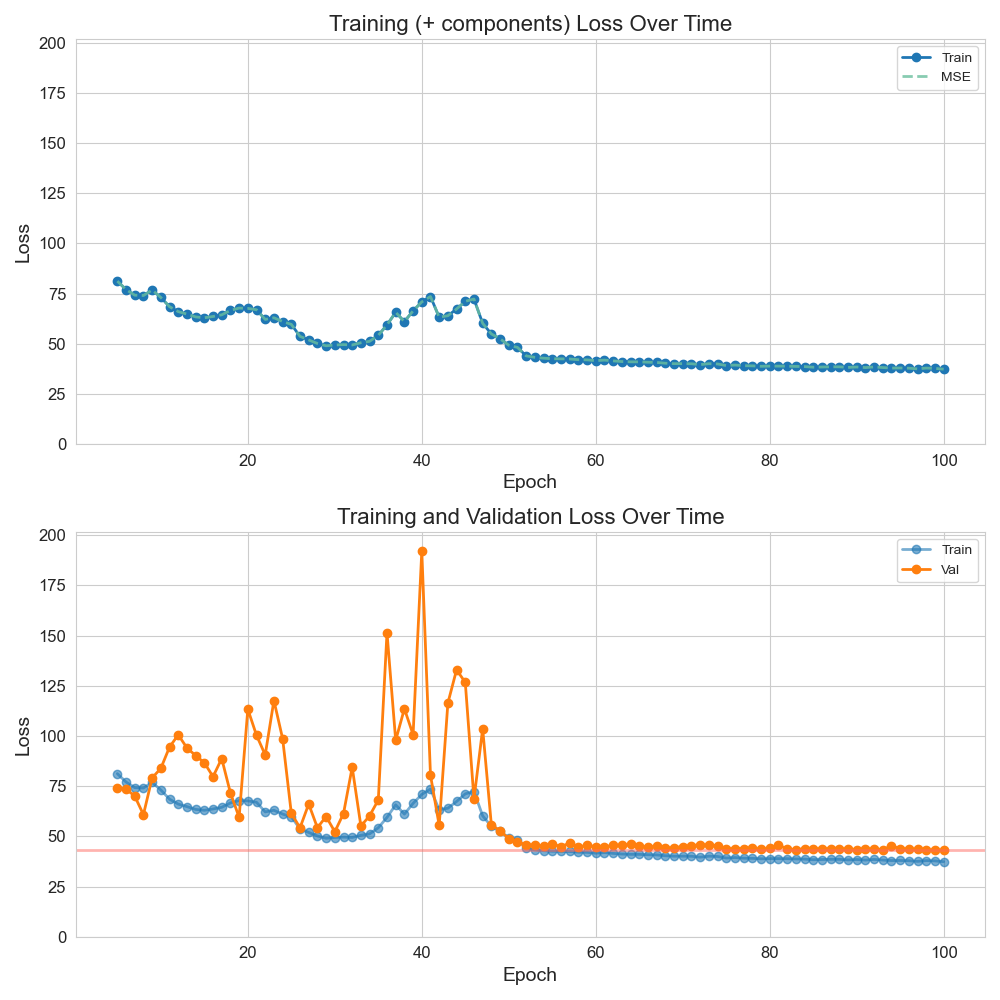 Training (+ components) Loss Over Time
200
175
150
125
100
75
50
25
0
Loss
Train
MSE
20 40 60 80 100
Epoch
Training and Validation Loss Over Time
200
175
150
125
100
75
50
25
0
Loss
Train
Val
20 40 60 80 100
Epoch